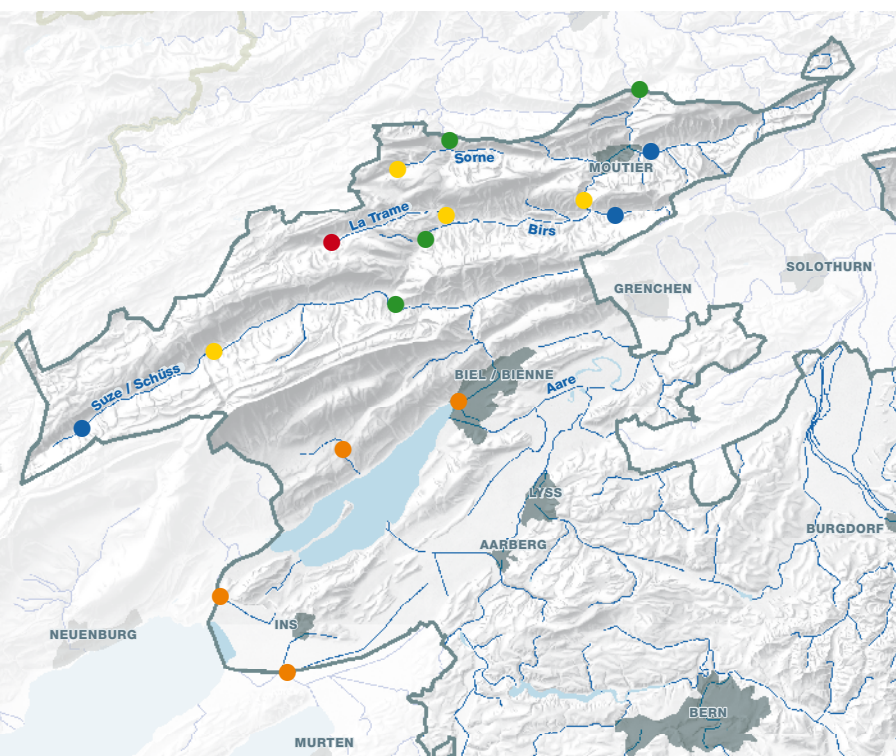 Sorne
MOUTIER
La Trame
Birs
SOLOTHURN
GRENCHEN
Suze / Schüss
BIEL / BIENNE
Aare
LYSS
BURGDORF
AARBERG
INS
NEUENBURG
BERN
MURTEN